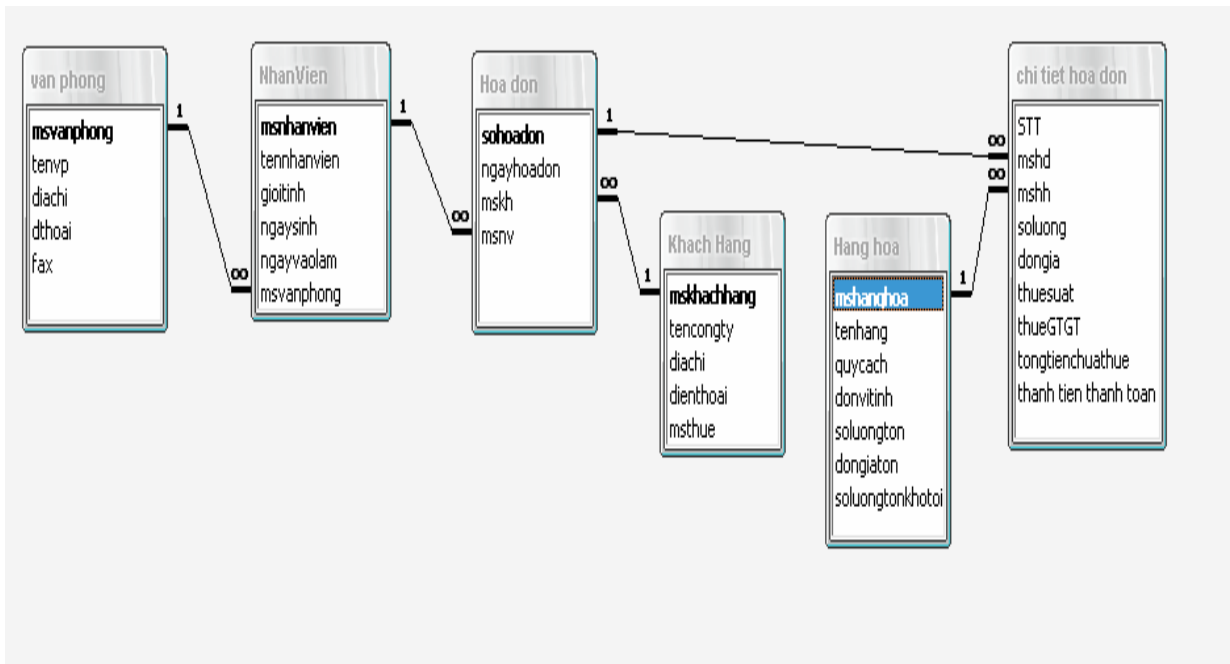 van phong
msvanphong
tenvp
diachi
dthoai
fax
1
∞
NhanVien
msnhanvien
tennhanvien
gioitinh
ngaysinh
ngayvaolam
msvanphong
1
∞
Hoa don
sohoadon
ngayhoadon
mskh
msnv
1
∞
∞
1
Khach Hang
mskhachhang
tencongty
diachi
dienthoai
msthue
Hang hoa
mshanghoa
tenhang
quycach
donvitinh
soluongton
dongiaton
soluongtonkhotoi
1
∞
chi tiet hoa don
STT
mshd
mshh
soluong
dongia
thuesuat
thueGTGT
tongtienchuathue
thanh tien thanh toan